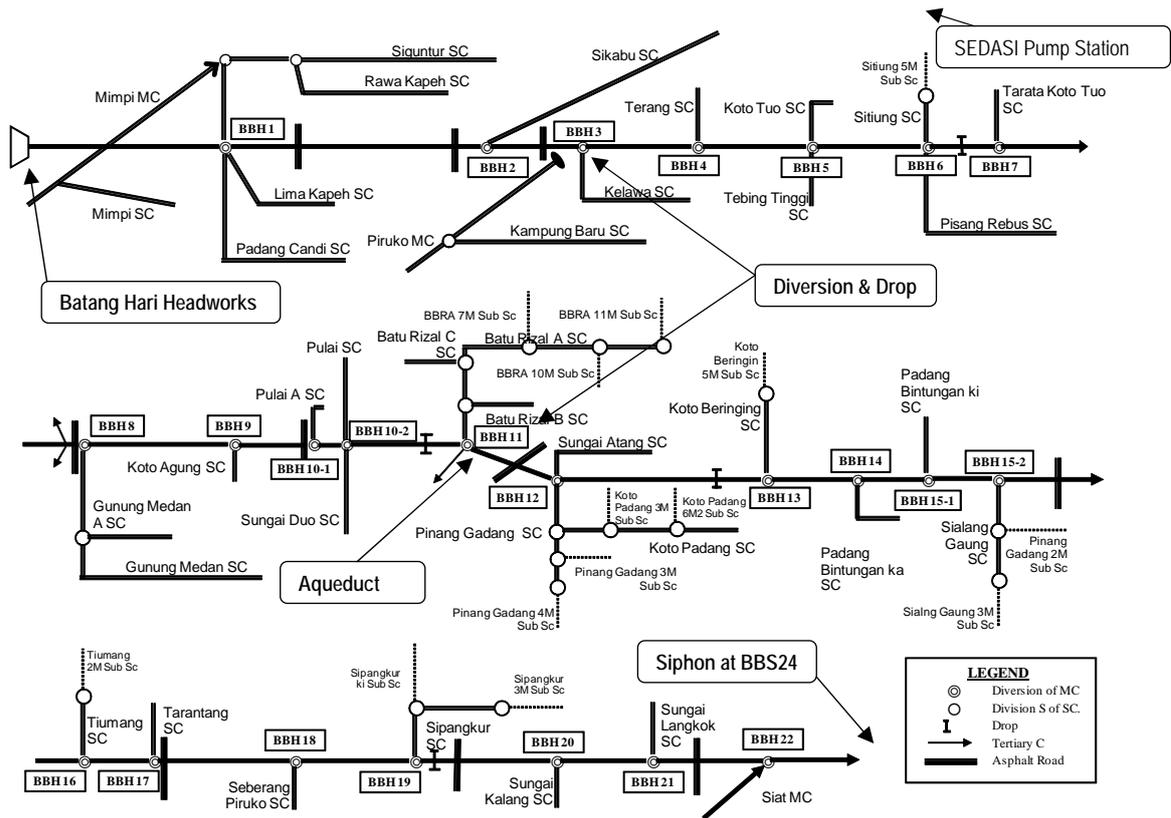 SEDASI Pump Station
Siguntur SC
Rawa Kapeh SC
Mimpi MC
BBH1
Mimpi SC
Lima Kapeh SC
Padang Candi SC
Sikabu SC
BBH2
BBH3
Kelawa SC
Piruko MC
Kampung Baru SC
Terang SC
BBH4
Koto Tuo SC
BBH5
Tebing Tinggi
SC
Sitiung 5M
Sub Sc
Sitiung SC
BBH6
Pisang Rebus SC
Tarata Koto Tuo
SC
BBH7
Batang Hari Headworks
Diversion & Drop
BBH8
Gunung Medan
A SC
Gunung Medan SC
BBH9
Koto Agung SC
Pulai A SC
BBH10-1
Pulai SC
BBH10-2
Sungai Duo SC
BBRA 7M Sub Sc
BBRA 11M Sub Sc
Batu Rizal C
SC
Batu Rizal A SC
BBRA 10M Sub Sc
Batu Rizal B SC
BBH11
Aqueduct
Sungai Atang SC
BBH12
Pinang Gadang SC
Koto
Padang 3M
Sub Sc
Koto Padang
6M2 Sub Sc
Koto Padang SC
Pinang Gadang 3M
Sub Sc
Pinang Gadang 4M
Sub Sc
Koto
Beringin
5M Sub Sc
Koto Beringing
SC
BBH13
BBH14
Padang
Bintungan ka
SC
Padang
Bintungan ki
SC
BBH15-1
BBH15-2
Sialang
Gaung
SC
Pinang
Gadang 2M
Sub Sc
Sialng Gaung 3M
Sub Sc
Tiumang
2M Sub Sc
Tiumang
SC
BBH16
Tarantang
SC
BBH17
BBH18
Seberang
Piruko SC
Sipangkur
ki Sub Sc
Sipangkur
3M Sub Sc
Sipangkur
SC
BBH19
BBH20
Sungai
Kalang SC
Sungai
Langkok
SC
BBH21
BBH22
Siat MC
Siphon at BBS24
LEGEND
Diversion of MC
Division S of SC.
Drop
Tertiary C
Asphalt Road